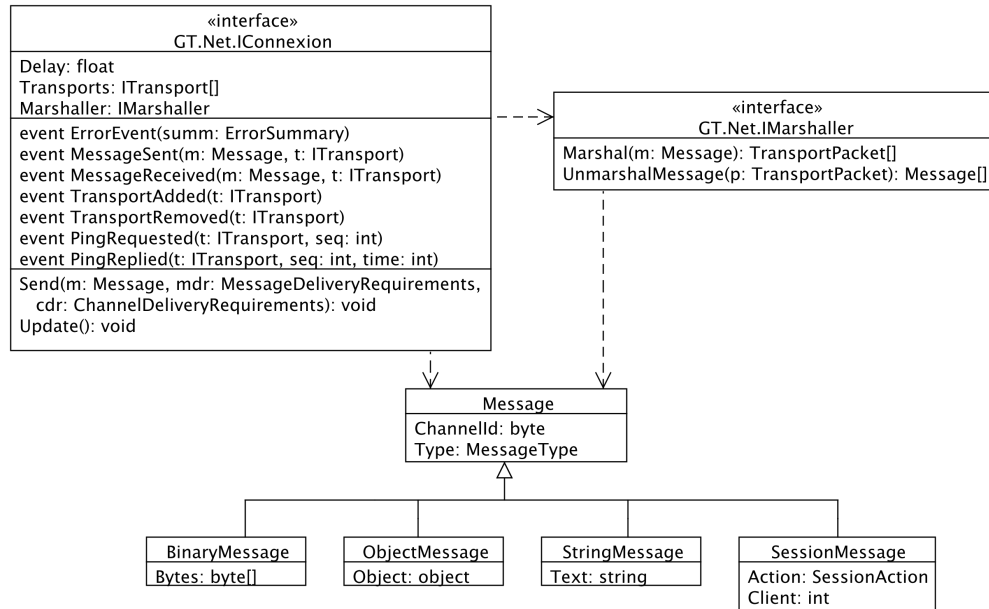 «interface»
GT.Net.IConnexion
Delay: float
Transports: ITransport[]
Marshaller: IMarshaller
event ErrorEvent(summ: ErrorSummary)
event MessageSent(m: Message, t: ITransport)
event MessageReceived(m: Message, t: ITransport)
event TransportAdded(t: ITransport)
event TransportRemoved(t: ITransport)
event PingRequested(t: ITransport, seq: int)
event PingReplied(t: ITransport, seq: int, time: int)
Send(m: Message, mdr: MessageDeliveryRequirements,
cdr: ChannelDeliveryRequirements): void
Update(): void
«interface»
GT.Net.IMarshaller
Marshal(m: Message): TransportPacket[]
UnmarshalMessage(p: TransportPacket): Message[]
Message
ChannelId: byte
Type: MessageType
BinaryMessage
Bytes: byte[]
ObjectMessage
Object: object
StringMessage
Text: string
SessionMessage
Action: SessionAction
Client: int